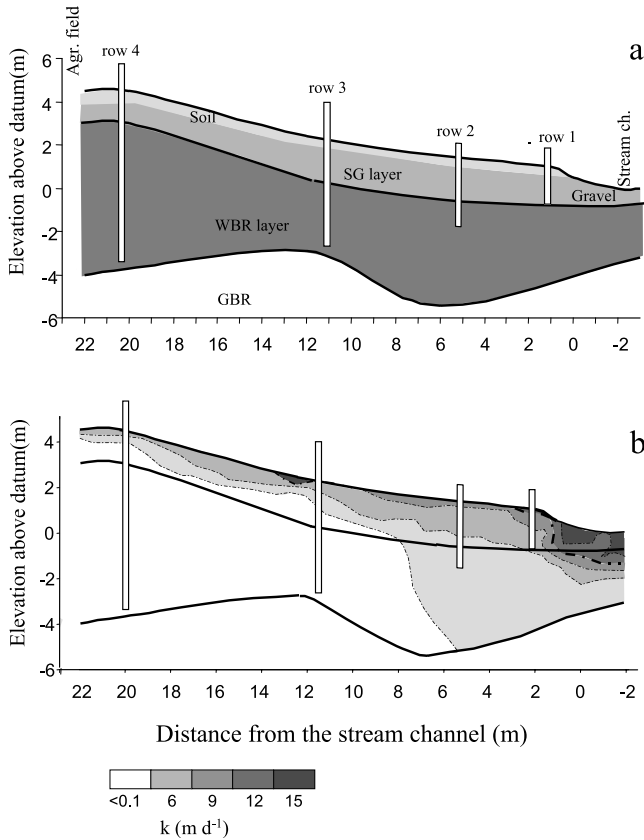 a
Agr. field
Elevation above datum(m)
6
4
2
0
-2
-4
-6
row 4
row 3
row 2
row 1
Stream ch.
Soil
SG layer
Gravel
WBR layer
GBR
22 20 18 16 14 12 10 8 6 4 2 0 -2
b
Elevation above datum(m)
4
2
0
-2
-4
-6
22 20 18 16 14 12 10 8 6 4 2 0 -2
Distance from the stream channel (m)
<0.1 6 9 12 15
k (m d⁻¹)